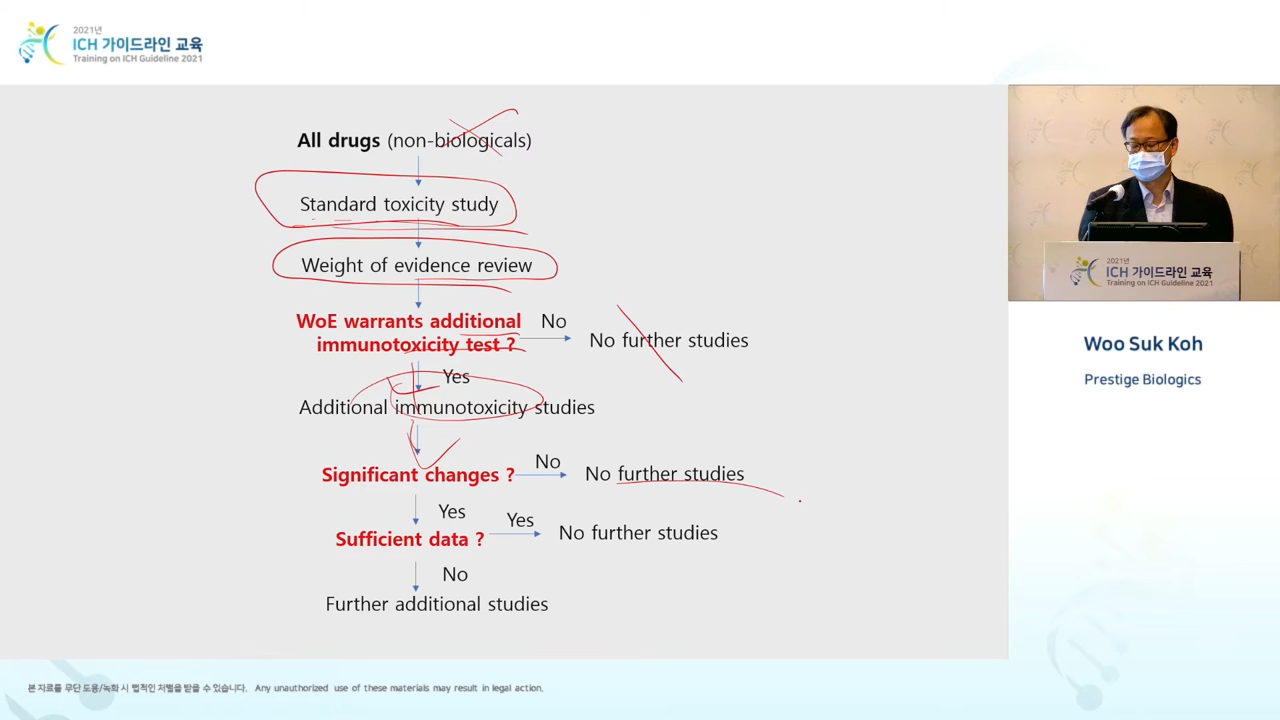 2021년
ICH 가이드라인 교육
Training on ICH Guideline 2021
All drugs (non-biologicals)
Standard toxicity study
Weight of evidence review
WoE warrants additional
immunotoxicity test ?
No
No further studies
Yes
Additional immunotoxicity studies
Significant changes ?
No
No further studies
Yes
Sufficient data ?
Yes
No further studies
No
Further additional studies
2021년
ICH 가이드라인 교육
Training on ICH Guideline 2021
Woo Suk Koh
Prestige Biologics
본 자료를 무단 도용/녹화 시 법적인 처벌을 받을 수 있습니다. Any unauthorized use of these materials may result in legal action.